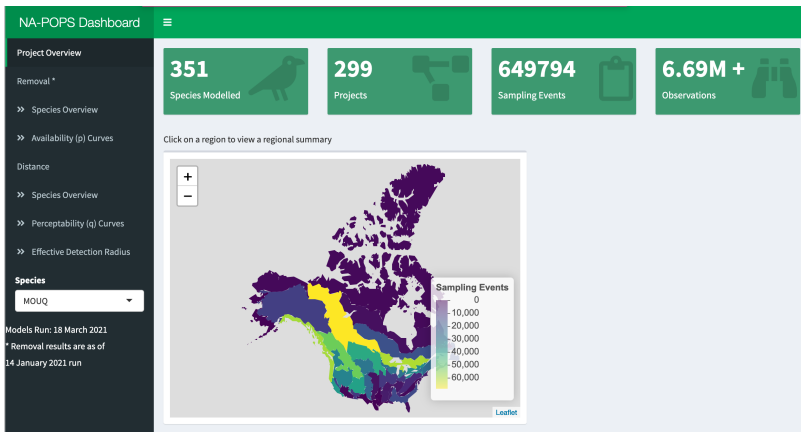 NA-POPS Dashboard
Project Overview
Removal *
Species Overview
Availability (p) Curves
Distance
Species Overview
Perceptability (q) Curves
Effective Detection Radius
Species
MOUQ
Models Run: 18 March 2021
* Removal results are as of
14 January 2021 run
351
Species Modelled
299
Projects
649794
Sampling Events
6.69M +
Observations
Click on a region to view a regional summary
+
−
Sampling Events
0
10,000
20,000
30,000
40,000
50,000
60,000
Leaflet